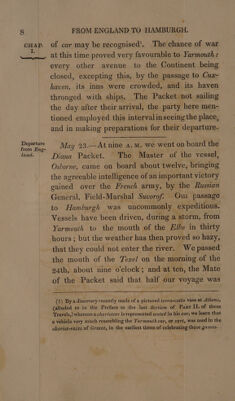 8 FROM ENGLAND TO HAMBURGH.
CHAP. I.
of car may be recognised¹. The chance of war
at this time proved very favourable to Yarmouth:
every other avenue to the Continent being
closed, excepting this, by the passage to Cux-
haven, its inns were crowded, and its haven
thronged with ships. The Packet not sailing
the day after their arrival, the party here men-
tioned employed this interval in seeing the place,
and in making preparations for their departure.
Departure from Eng-land.
May 23.—At nine A. M. we went on board the
Diana Packet. The Master of the vessel,
Osborne, came on board about twelve, bringing
the agreeable intelligence of an important victory
gained over the French army, by the Russian
General, Field-Marshal Suvorof. Our passage
to Hamburgh was uncommonly expeditious.
Vessels have been driven, during a storm, from
Yarmouth to the mouth of the Elbe in thirty
hours; but the weather has then proved so hazy,
that they could not enter the river. We passed
the mouth of the Texel on the morning of the
24th, about nine o'clock; and at ten, the Mate
of the Packet said that half our voyage was
(1) By a discovery recently made of a pictured terra-cotta vase at Athens,
(alluded to in the Preface to the last Section of PART II. of these
Travels,) whereon a charioteer is represented seated in his car, we learn that
a vehicle very much resembling the Yarmouth car, or cart, was used in the
chariot-races of Greece, in the earliest times of celebrating those games